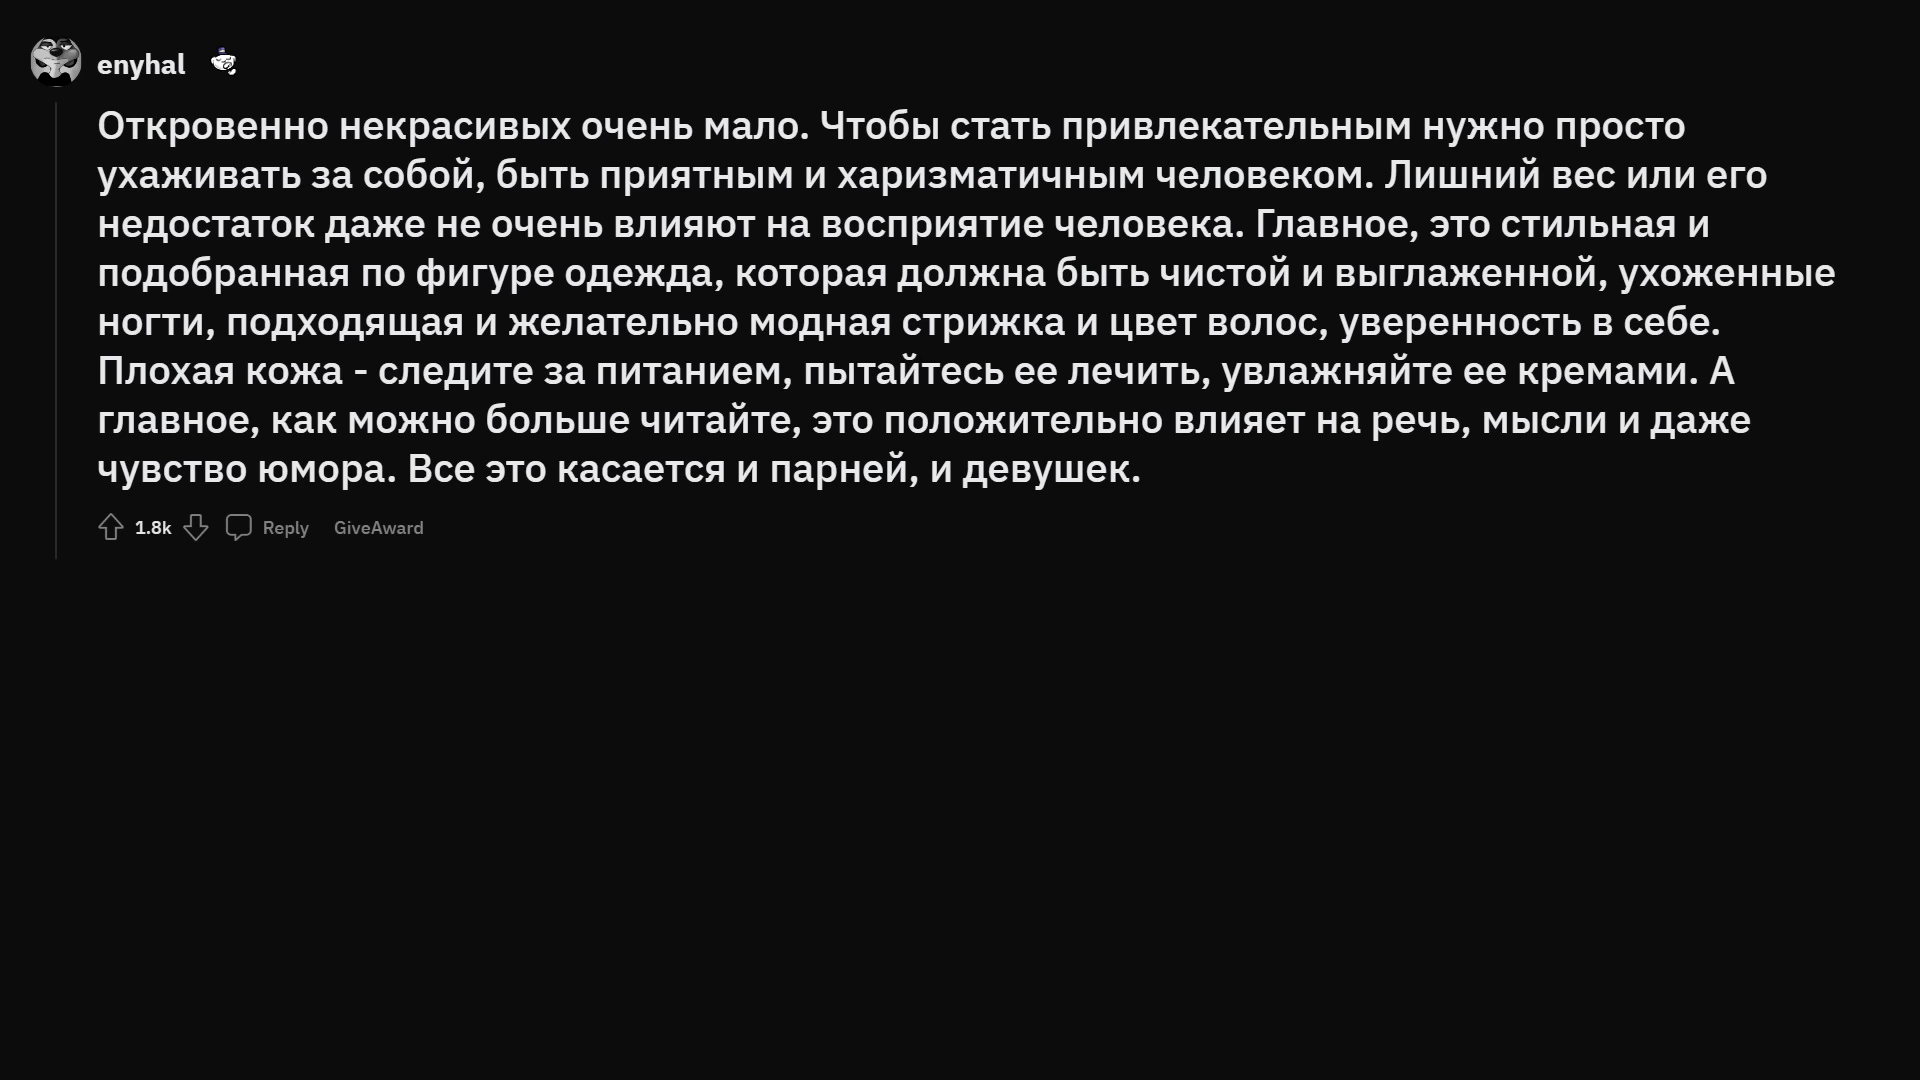 enyhal
Откровенно некрасивых очень мало. Чтобы стать привлекательным нужно просто
ухаживать за собой, быть приятным и харизматичным человеком. Лишний вес или его
недостаток даже не очень влияют на восприятие человека. Главное, это стильная и
подобранная по фигуре одежда, которая должна быть чистой и выглаженной, ухоженные
ногти, подходящая и желательно модная стрижка и цвет волос, уверенность в себе.
Плохая кожа - следите за питанием, пытайтесь ее лечить, увлажняйте ее кремами. А
главное, как можно больше читайте, это положительно влияет на речь, мысли и даже
чувство юмора. Все это касается и парней, и девушек.
1.8k Reply GiveAward